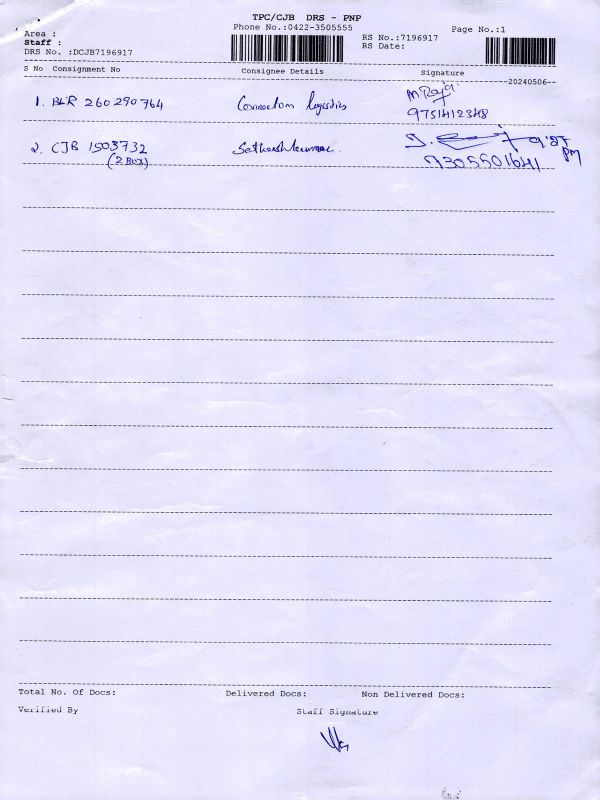 TPC/CJB DRS - PNP
Phone No.:0422-3505555
Page No.:1
Area :
RS No.:7196917
Staff :
RS Date:
DRS No. :DCJB7196917
S No Consignment No Consignee Details Signature
--20240506--
1. BLR 260290764 Logistics M Raja
9751412348
2. CJB 1503732 9:27 PM
(2 Box) 9305501641
Total No. Of Docs: Delivered Docs: Non Delivered Docs:
Verified By Staff Signature